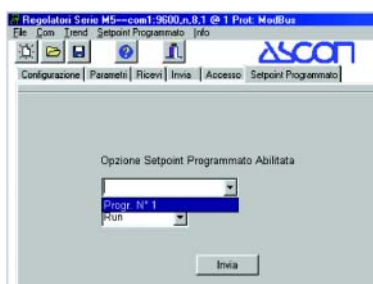 Regolatori Serie M5--com1:9600,n,8,1 @ 1 Prot: ModBus
File Com Trend Setpoint Programmato Info
ASCON
Configurazione Parametri Ricevi Invia Accesso Setpoint Programmato
Opzione Setpoint Programmato Abilitata
Progr. N° 1
Run
Invia